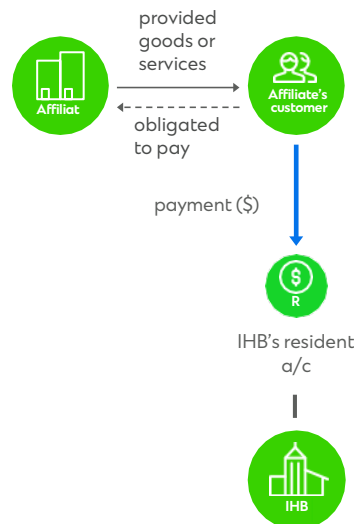 provided
goods or
services
Affiliat
Affiliate's
customer
obligated
to pay
payment ($)
$
R
IHB's resident
a/c
IHB